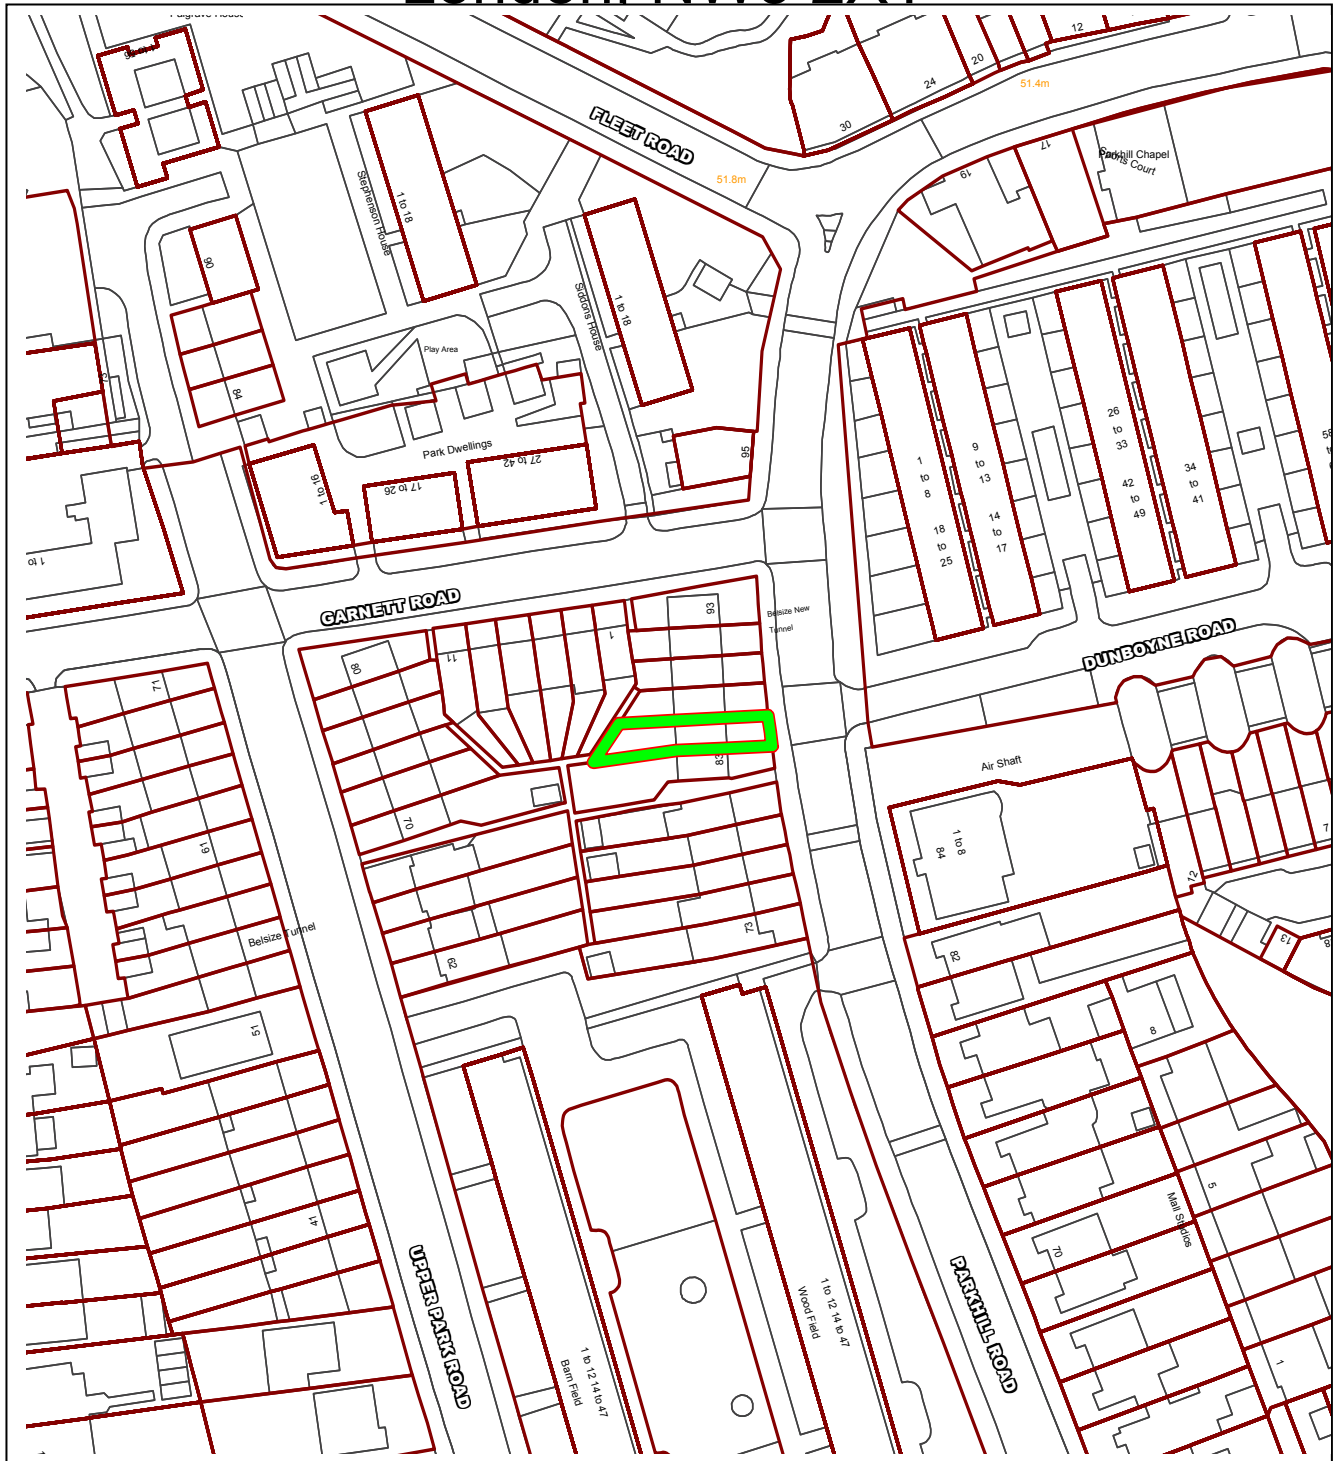 12
20
24
51.4m
30
FLEET ROAD
51.8m
17
19
Parkhill Chapel
Sports Court
Stephenson House
1 to 18
90
Siddons House
1 to 18
Play Area
84
Park Dwellings
95
27 to 42
17 to 26
1 to 16
1 to
1
to
8
9
to
13
26
to
33
34
to
41
42
to
49
14
to
17
18
to
25
58
GARNETT ROAD
93
Belsize New
Tunnel
DUNBOYNE ROAD
1
11
80
71
83
Air Shaft
70
61
1 to 8
84
72
7
Belsize Tunnel
73
62
82
13
51
8
41
70
Mall Studios
5
UPPER PARK ROAD
PARKHILL ROAD
Wood Field
1 to 12 14 to 47
Barn Field
1 to 12 14 to 47
1